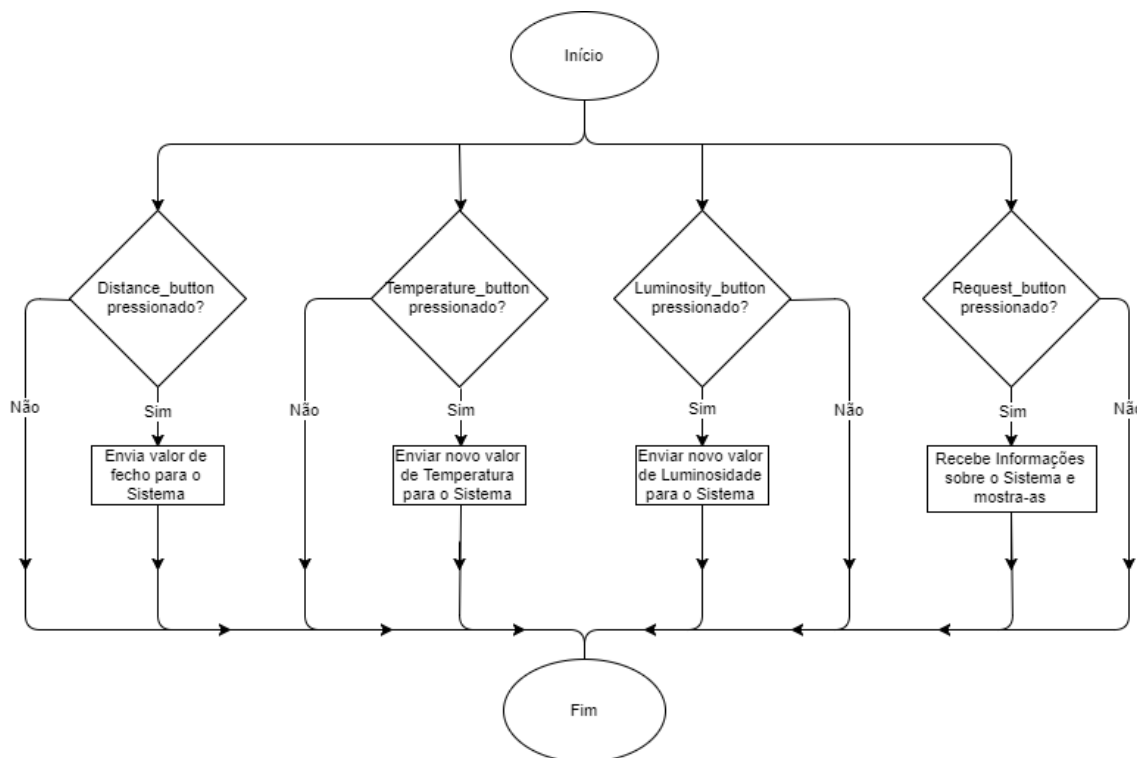 Início
Distance_button
pressionado?
Temperature_button
pressionado?
Luminosity_button
pressionado?
Request_button
pressionado?
Não
Sim
Não
Sim
Sim
Não
Sim
Não
Envia valor de
fecho para o
Sistema
Enviar novo valor
de Temperatura
para o Sistema
Enviar novo valor
de Luminosidade
para o Sistema
Recebe Informações
sobre o Sistema e
mostra-as
Fim